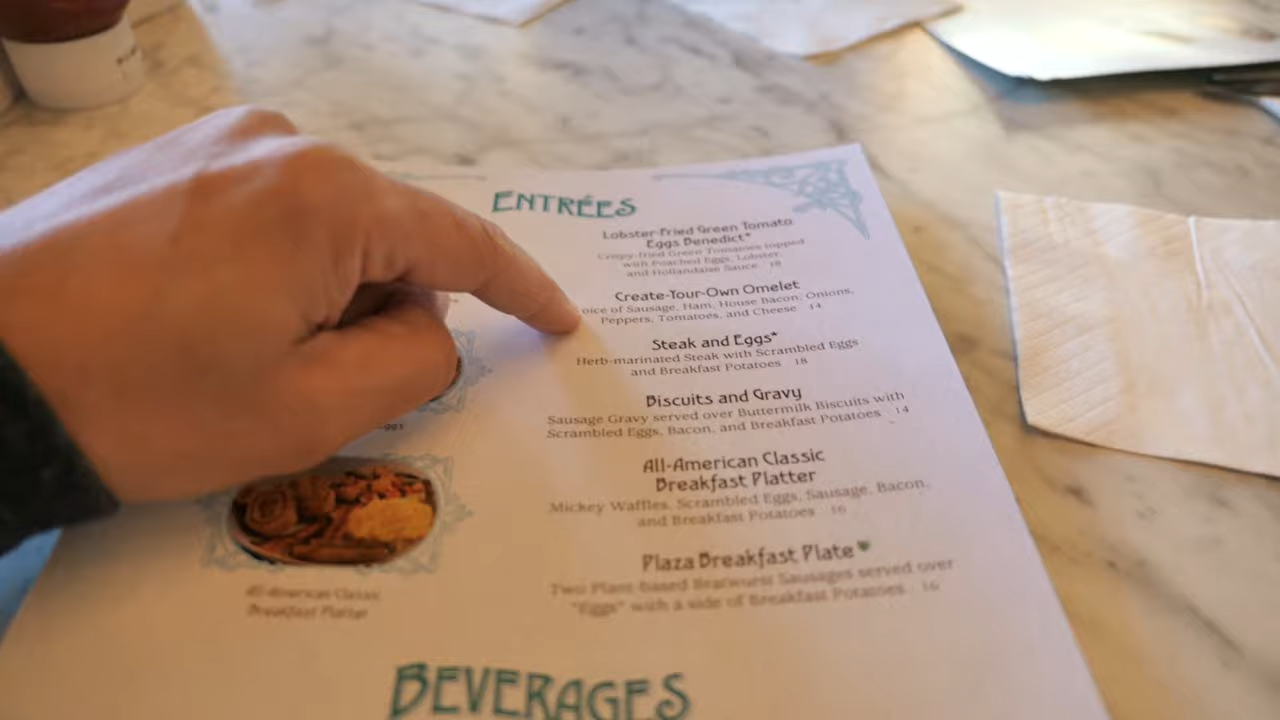 ENTRÉES
Lobster-Fried Green Tomato
Eggs Benedict*
Crispy-fried Green Tomatoes topped
with Poached Eggs, Lobster,
and Hollandaise Sauce 18
Create-Your-Own Omelet
oice of Sausage, Ham, House Bacon, Onions,
Peppers, Tomatoes, and Cheese 14
Steak and Eggs*
Herb-marinated Steak with Scrambled Eggs
and Breakfast Potatoes 18
Biscuits and Gravy
Sausage Gravy served over Buttermilk Biscuits with
Scrambled Eggs, Bacon, and Breakfast Potatoes 14
All-American Classic
Breakfast Platter
Mickey Waffles, Scrambled Eggs, Sausage, Bacon,
and Breakfast Potatoes 16
Plaza Breakfast Plate
Two Plant-based Bratwurst Sausages served over
"Eggs" with a side of Breakfast Potatoes 16
All-American Classic
Breakfast Platter
BEVERAGES